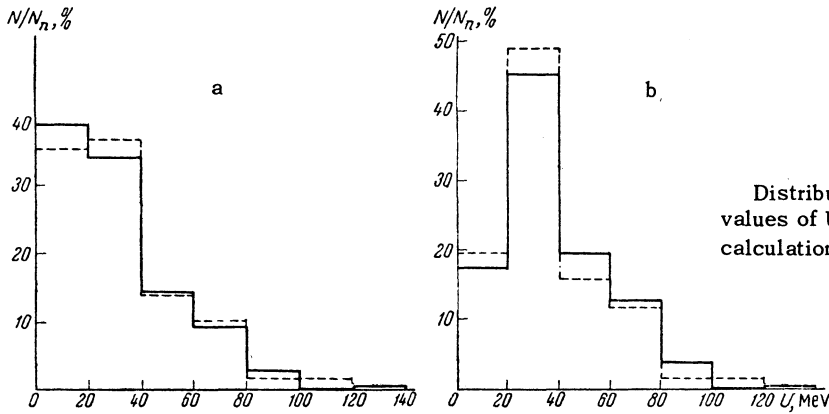 N/Nn, %
a
40
30
20
10
0 20 40 60 80 100 120 140
N/Nn, %
b
50
40
30
20
10
0 20 40 60 80 100 120 U, MeV
Distribu
values of U
calculation